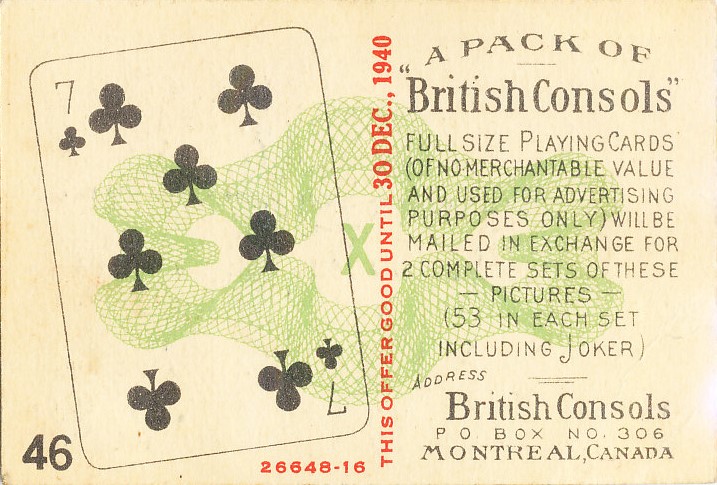 7
7
46
THIS OFFER GOOD UNTIL 30 DEC., 1940
26648-16
X
A PACK OF
"British Consols"
FULL SIZE PLAYING CARDS
(OF NO MERCHANTABLE VALUE
AND USED FOR ADVERTISING
PURPOSES ONLY) WILL BE
MAILED IN EXCHANGE FOR
2 COMPLETE SETS OF THESE
— PICTURES —
(53 IN EACH SET
INCLUDING JOKER)
ADDRESS
British Consols
P O. BOX NO. 306
MONTREAL, CANADA